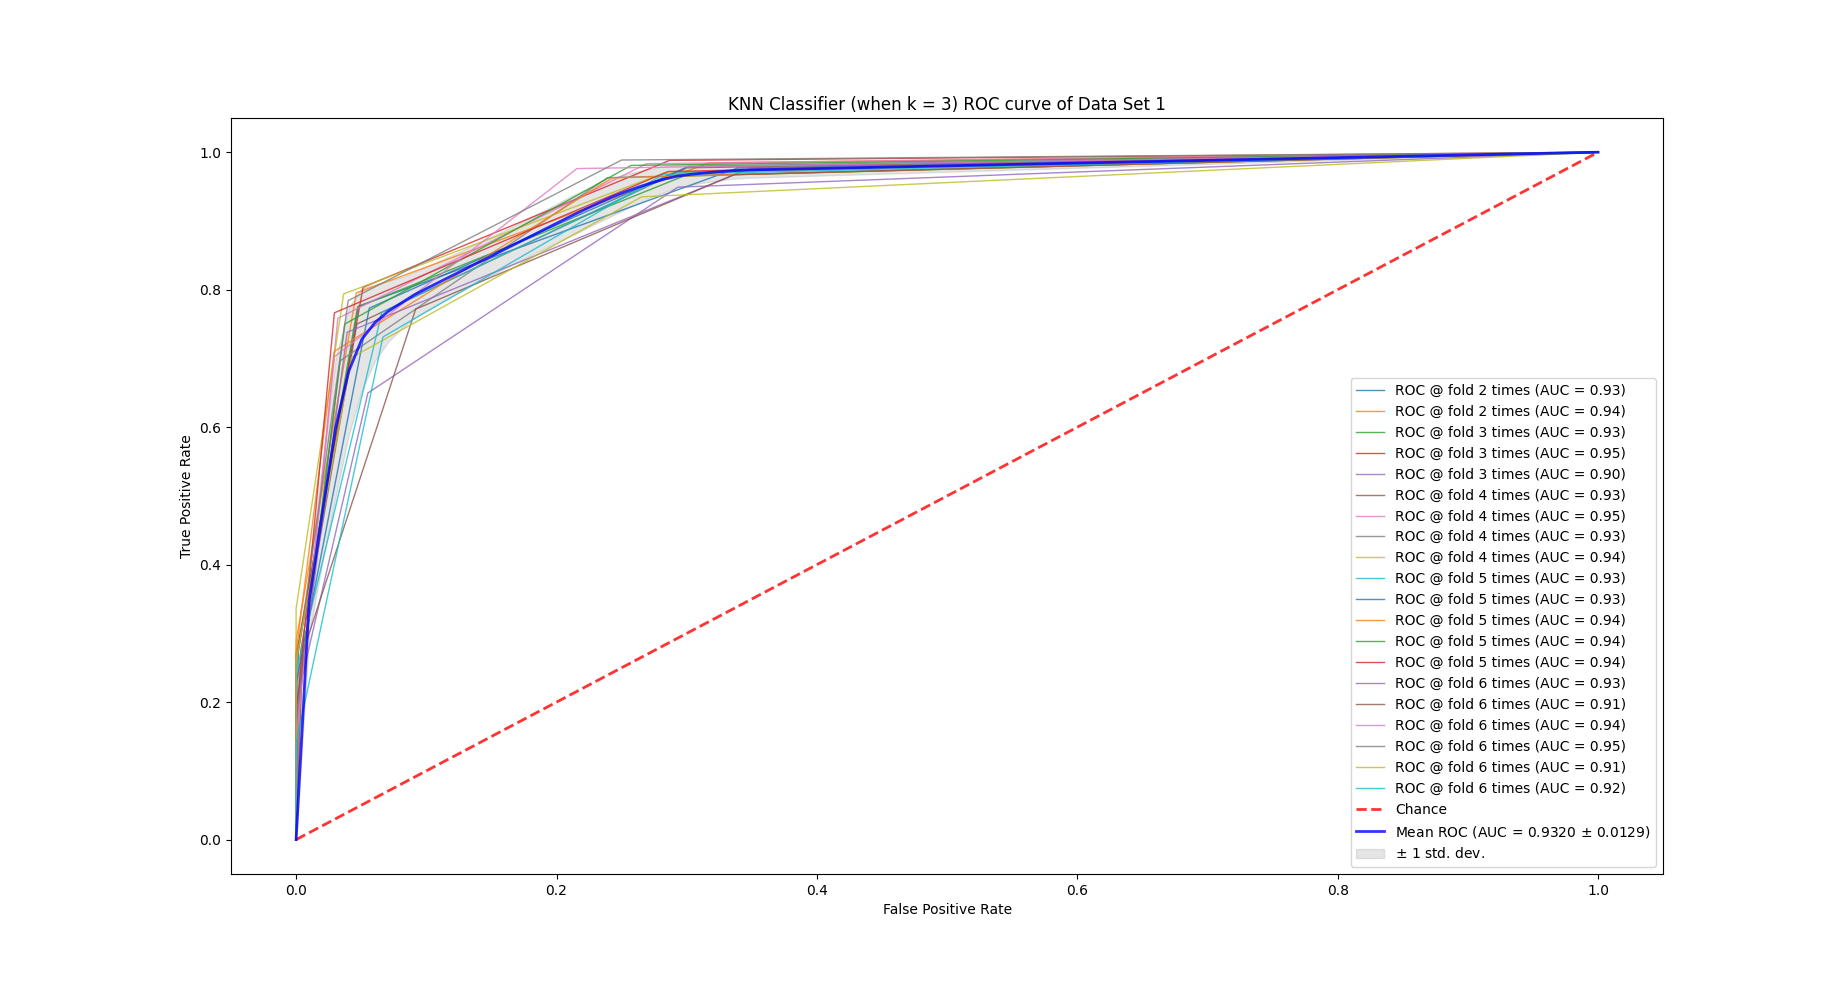 KNN Classifier (when k = 3) ROC curve of Data Set 1
True Positive Rate
1.0
0.8
0.6
0.4
0.2
0.0
ROC @ fold 2 times (AUC = 0.93)
ROC @ fold 2 times (AUC = 0.94)
ROC @ fold 3 times (AUC = 0.93)
ROC @ fold 3 times (AUC = 0.95)
ROC @ fold 3 times (AUC = 0.90)
ROC @ fold 4 times (AUC = 0.93)
ROC @ fold 4 times (AUC = 0.95)
ROC @ fold 4 times (AUC = 0.93)
ROC @ fold 4 times (AUC = 0.94)
ROC @ fold 5 times (AUC = 0.93)
ROC @ fold 5 times (AUC = 0.93)
ROC @ fold 5 times (AUC = 0.94)
ROC @ fold 5 times (AUC = 0.94)
ROC @ fold 5 times (AUC = 0.94)
ROC @ fold 6 times (AUC = 0.93)
ROC @ fold 6 times (AUC = 0.91)
ROC @ fold 6 times (AUC = 0.94)
ROC @ fold 6 times (AUC = 0.95)
ROC @ fold 6 times (AUC = 0.91)
ROC @ fold 6 times (AUC = 0.92)
Chance
Mean ROC (AUC = 0.9320 ± 0.0129)
± 1 std. dev.
0.0 0.2 0.4 0.6 0.8 1.0
False Positive Rate